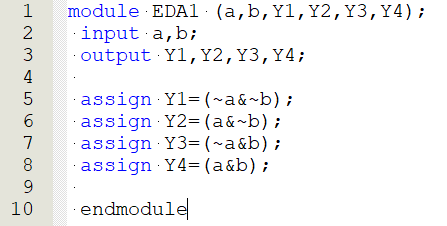 1 module EDA1 (a,b,Y1,Y2,Y3,Y4);
2 input a,b;
3 output Y1,Y2,Y3,Y4;
4
5 assign Y1=(~a&~b);
6 assign Y2=(a&~b);
7 assign Y3=(~a&b);
8 assign Y4=(a&b);
9
10 endmodule